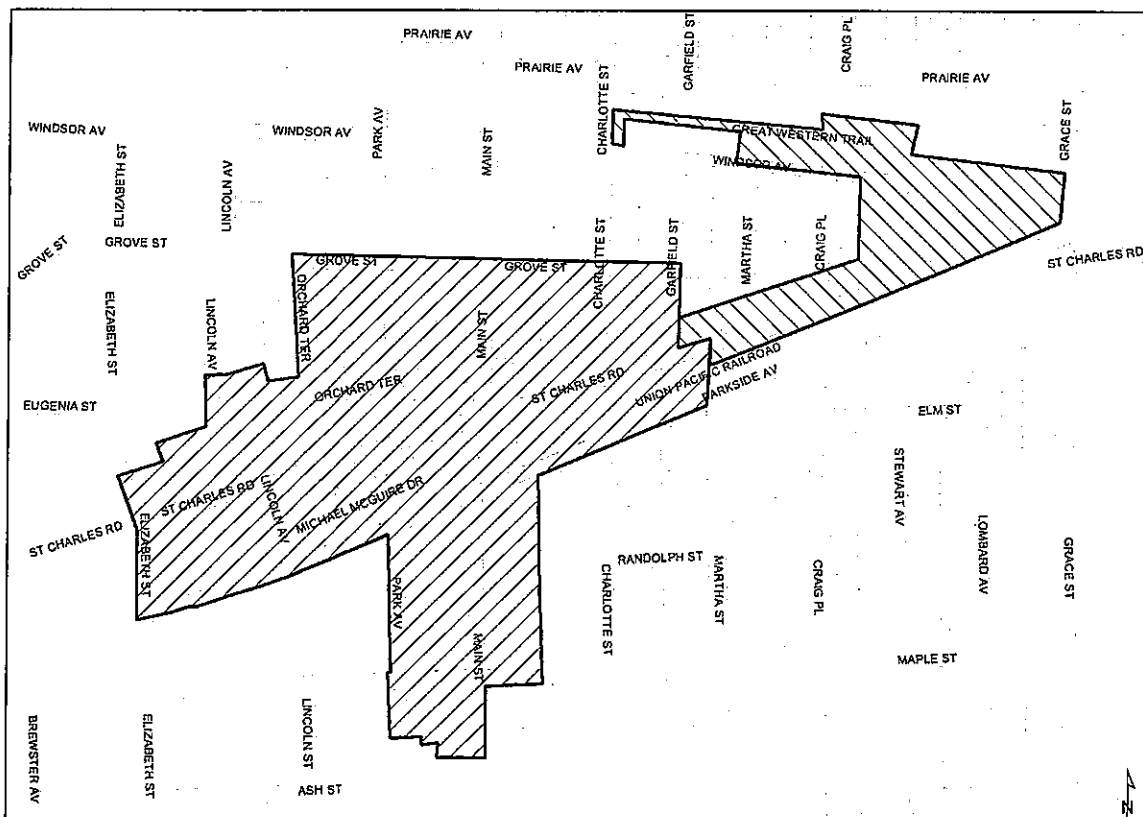 PRAIRIE AV
GARFIELD ST
CRAIG PL
PRAIRIE AV
PRAIRIE AV
CHARLOTTE ST
WINDSOR AV
WINDSOR AV
PARK AV
MAIN ST
GREAT WESTERN TRAIL
GRACE ST
WINDSOR AV
ELIZABETH ST
LINCOLN AV
GROVE ST
GROVE ST
GROVE ST
GROVE ST
CHARLOTTE ST
GARFIELD ST
MARTHA ST
CRAIG PL
ST CHARLES RD
ELIZABETH ST
LINCOLN AV
ORCHARD TER
MAIN ST
ORCHARD TER
ST CHARLES RD
UNION PACIFIC RAILROAD
PARKSIDE AV
EUGENIA ST
ELM ST
ST CHARLES RD
LINCOLN AV
MICHAEL MCGUIRE DR
STEWART AV
ST CHARLES RD
ELIZABETH ST
PARK AV
RANDOLPH ST
CHARLOTTE ST
MARTHA ST
CRAIG PL
LOMBARD AV
GRACE ST
MAIN ST
MAPLE ST
BREWSTER AV
ELIZABETH ST
LINCOLN ST
ASH ST
N